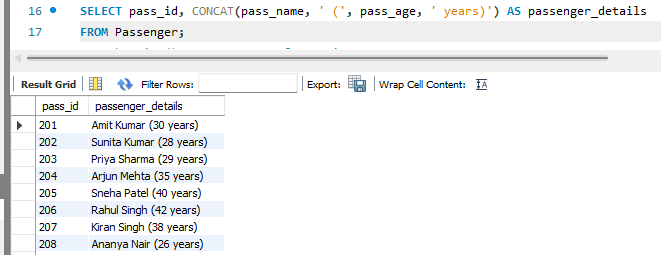 16 SELECT pass_id, CONCAT(pass_name, ' (', pass_age, ' years)') AS passenger_details
17 FROM Passenger;
Result Grid Filter Rows: Export: Wrap Cell Content:
pass_id passenger_details
201 Amit Kumar (30 years)
202 Sunita Kumar (28 years)
203 Priya Sharma (29 years)
204 Arjun Mehta (35 years)
205 Sneha Patel (40 years)
206 Rahul Singh (42 years)
207 Kiran Singh (38 years)
208 Ananya Nair (26 years)